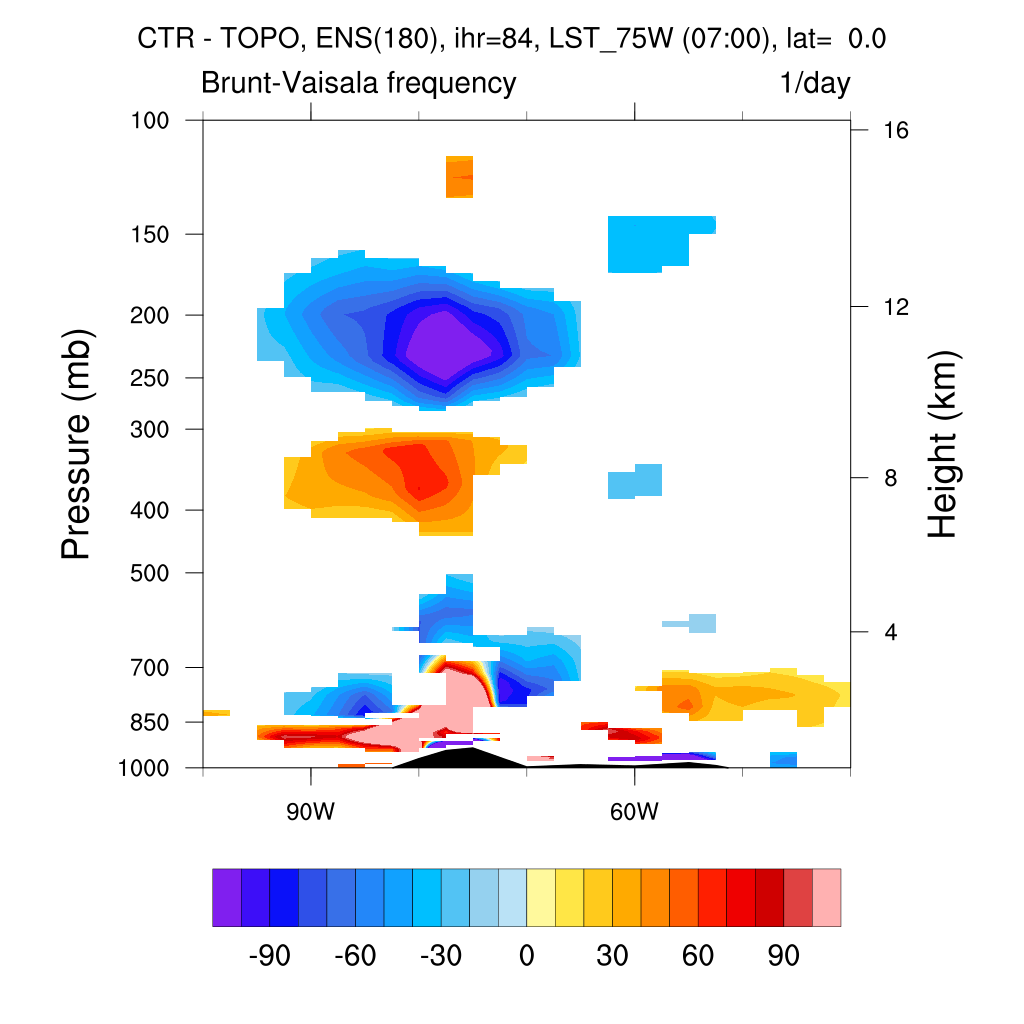 CTR - TOPO, ENS(180), ihr=84, LST_75W (07:00), lat=  0.0
Brunt-Vaisala frequency 1/day
100
150
200
250
300
400
500
700
850
1000
Pressure (mb)
16
12
8
4
Height (km)
90W 60W
-90 -60 -30 0 30 60 90